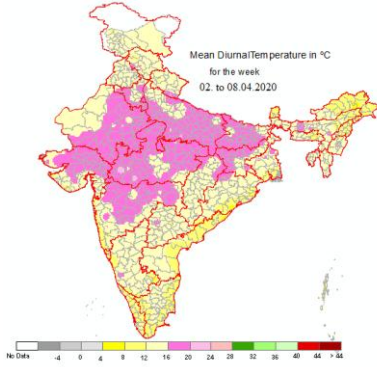 Mean DiurnalTemperature in °C
for the week
02. to 08.04.2020
No Data -4 0 4 8 12 16 20 24 28 32 36 40 44 > 44